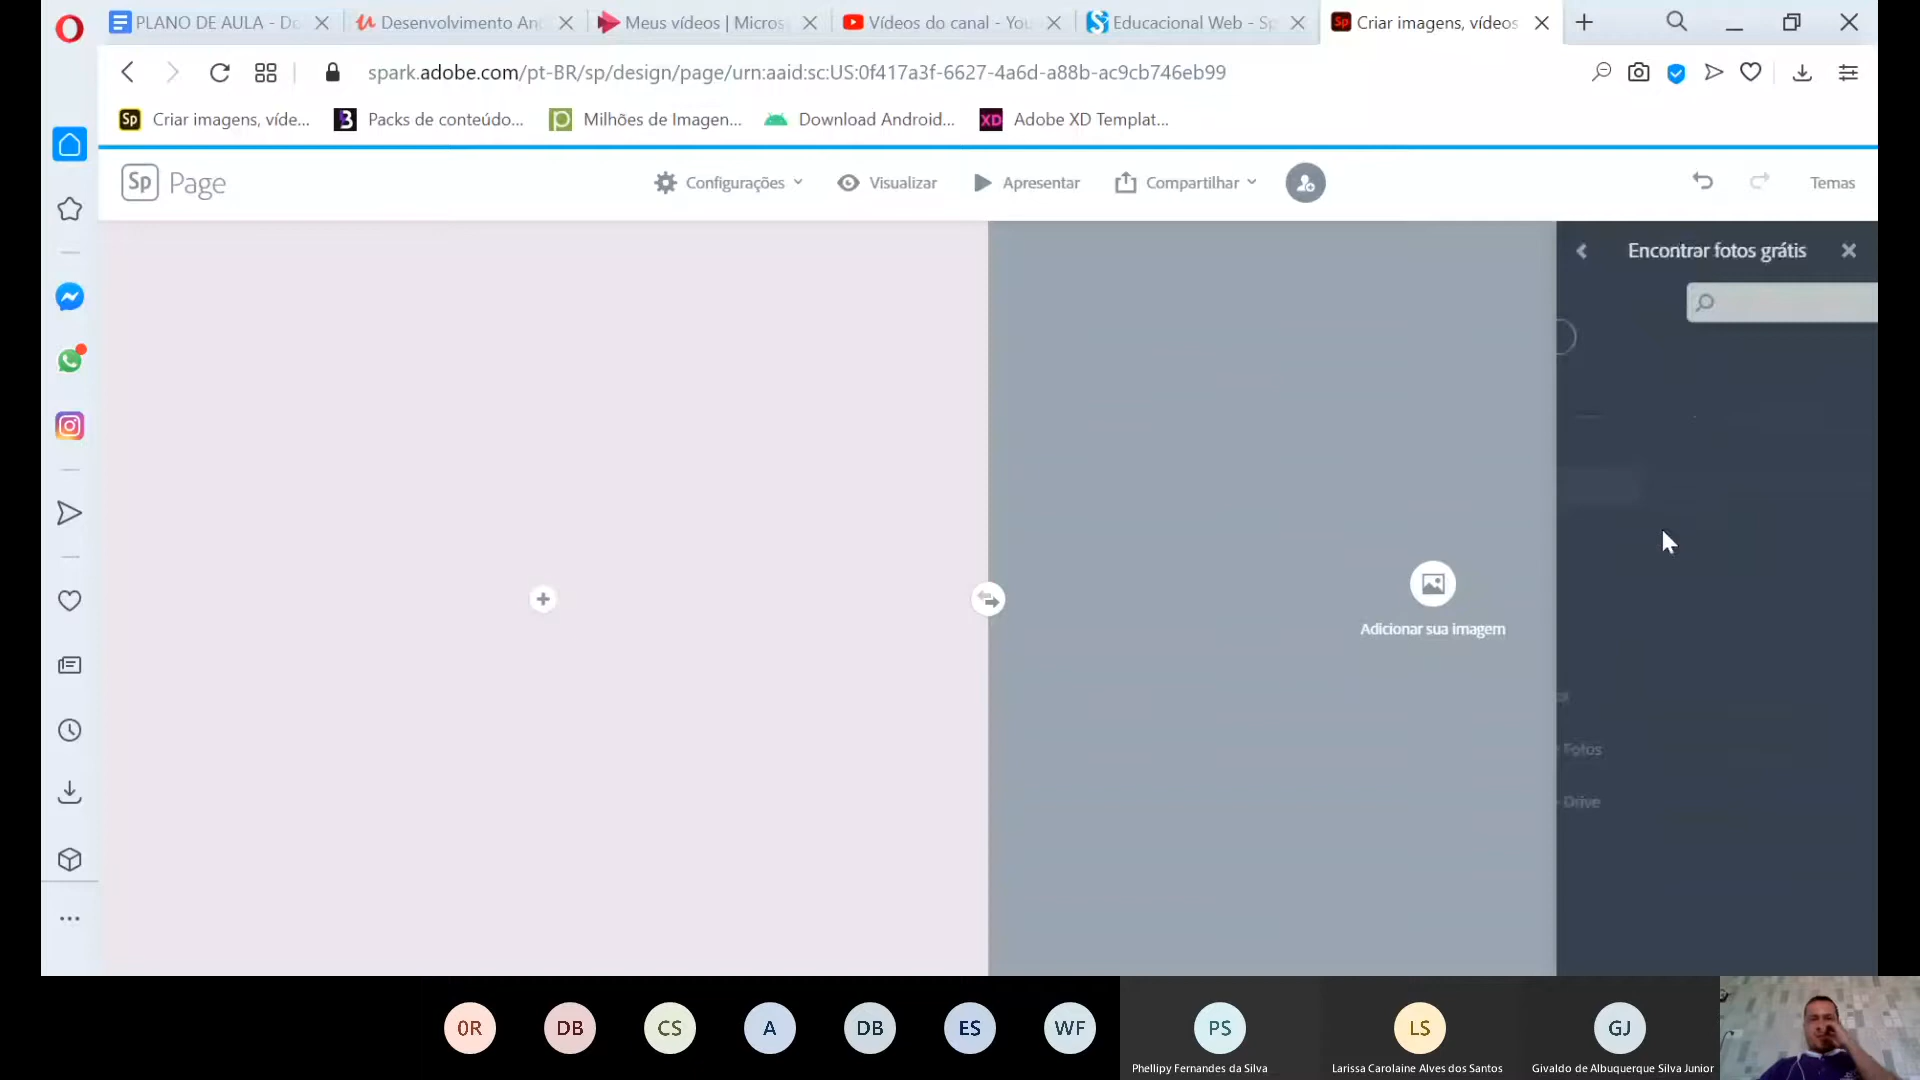 PLANO DE AULA - Do
Desenvolvimento And
Meus vídeos | Micros
Vídeos do canal - You
Educacional Web - Sp
Criar imagens, vídeos
spark.adobe.com/pt-BR/sp/design/page/urn:aaid:sc:US:0f417a3f-6627-4a6d-a88b-ac9cb746eb99
Sp Criar imagens, víde...
Packs de conteúdo...
Milhões de Imagen...
Download Android...
XD Adobe XD Templat...
Sp Page
Configurações
Visualizar
Apresentar
Compartilhar
Temas
Encontrar fotos grátis
Adicionar sua imagem
Fotos
Drive
0R
DB
CS
A
DB
ES
WF
PS
LS
GJ
Phellipy Fernandes da Silva
Larissa Carolaine Alves dos Santos
Givaldo de Albuquerque Silva Junior